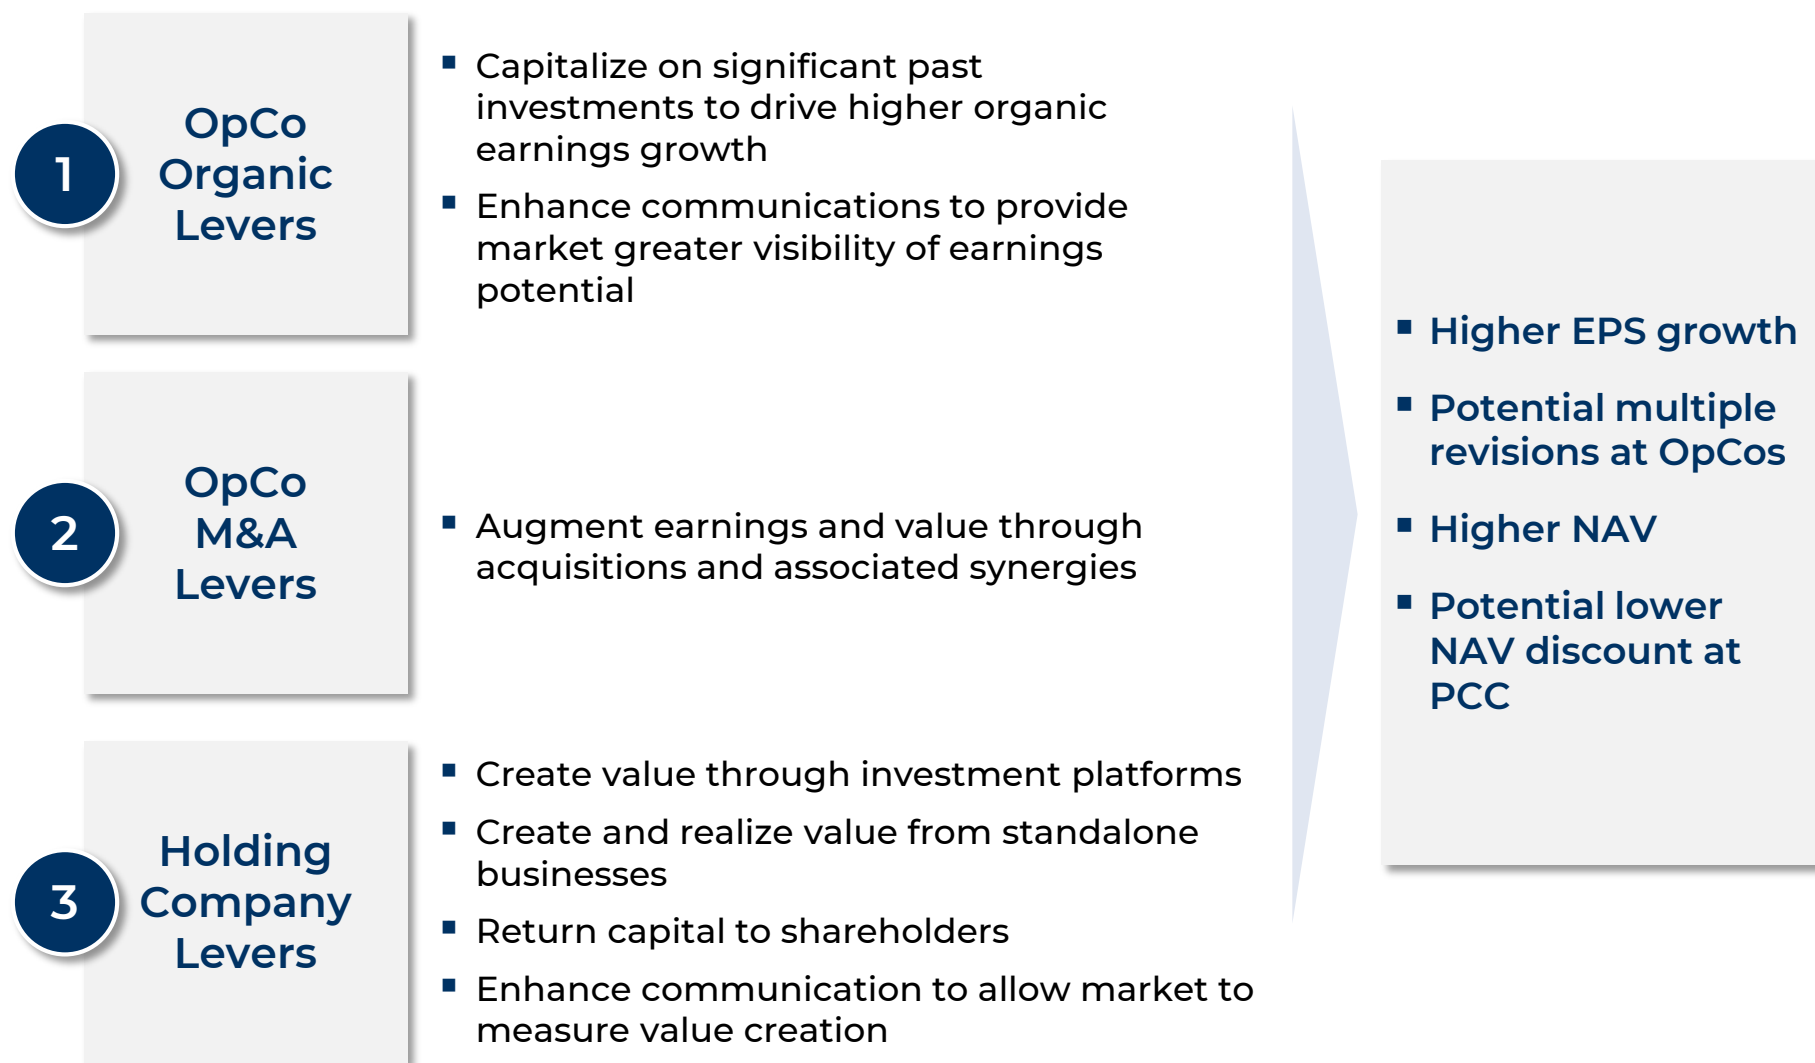 1
OpCo
Organic
Levers
▪ Capitalize on significant past
investments to drive higher organic
earnings growth
▪ Enhance communications to provide
market greater visibility of earnings
potential
2
OpCo
M&A
Levers
▪ Augment earnings and value through
acquisitions and associated synergies
3
Holding
Company
Levers
▪ Create value through investment platforms
▪ Create and realize value from standalone
businesses
▪ Return capital to shareholders
▪ Enhance communication to allow market to
measure value creation
▪ Higher EPS growth
▪ Potential multiple
revisions at OpCos
▪ Higher NAV
▪ Potential lower
NAV discount at
PCC